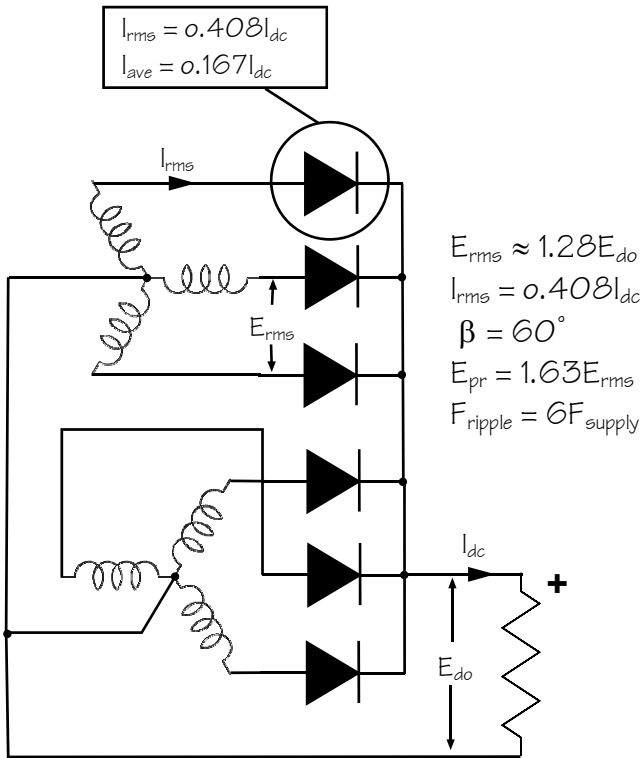 Irms = 0.408Idc
Iave = 0.167Idc
Irms
Erms
Erms ≈ 1.28Edo
Irms = 0.408Idc
β = 60°
Epr = 1.63Erms
Fripple = 6Fsupply
Idc
+
Edo